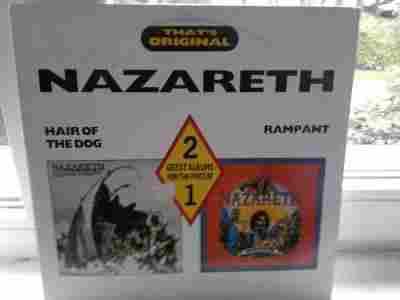 THAT'S
ORIGINAL
NAZARETH
HAIR OF
THE DOG
RAMPANT
2
GREAT ALBUMS
FOR THE PRICE OF
1
NAZARETH
NAZARETH